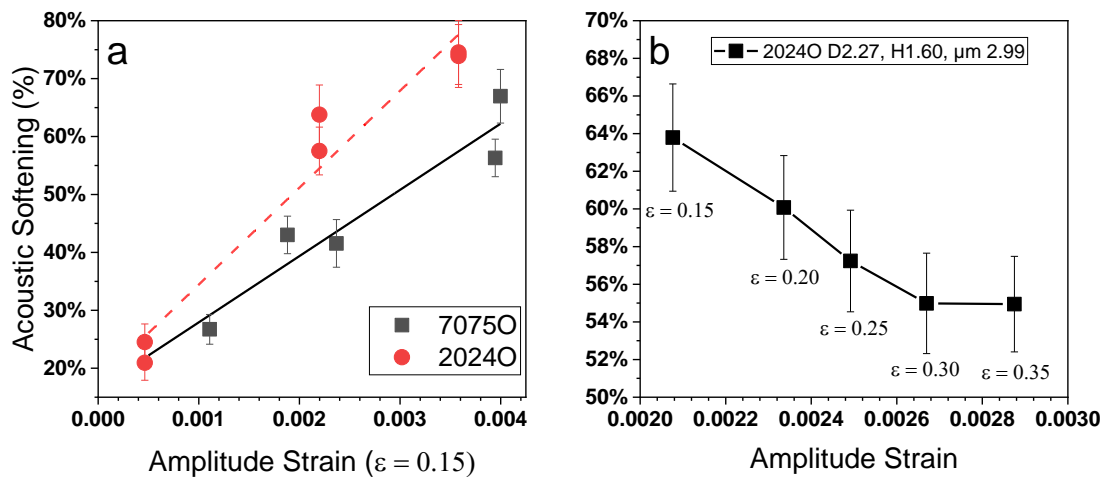 a
80%
70%
60%
50%
40%
30%
20%
Acoustic Softening (%)
7075O
2024O
0.000
0.001
0.002
0.003
0.004
Amplitude Strain (ε = 0.15)
b
2024O D2.27, H1.60, µm 2.99
70%
68%
66%
64%
62%
60%
58%
56%
54%
52%
50%
ε = 0.15
ε = 0.20
ε = 0.25
ε = 0.30
ε = 0.35
0.0020
0.0022
0.0024
0.0026
0.0028
0.0030
Amplitude Strain